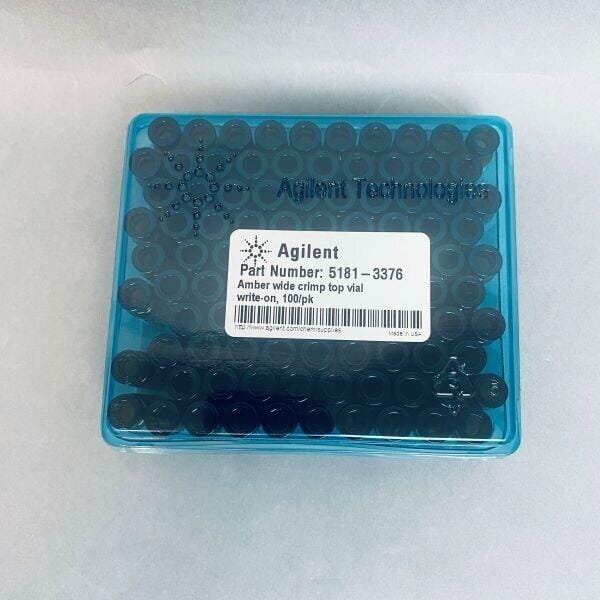 Agilent Technologies
Agilent
Part Number: 5181-3376
Amber wide crimp top vial
write-on, 100/pk
http://www.agilent.com/chem/supplies
Made in USA